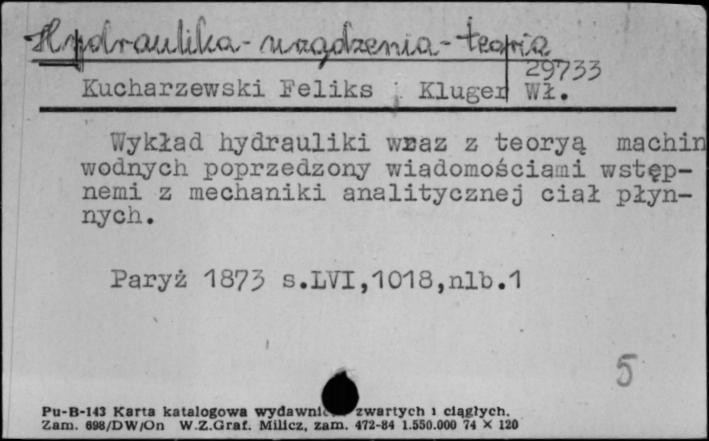 Hydraulika - urządzenia - teoria
29733
Kucharzewski Feliks i Kluger Wł.
Wykład hydrauliki wraz z teoryą machin
wodnych poprzedzony wiadomościami wstęp-
nemi z mechaniki analitycznej ciał płyn-
nych.
Paryż 1873 s.LVI,1018,nlb.1
5
Pu-B-143 Karta katalogowa zwartych i ciągłych.
Zam. 698/DW/On W.Z.Graf. Milicz, zam. 472-84 1.550.000 74 × 120